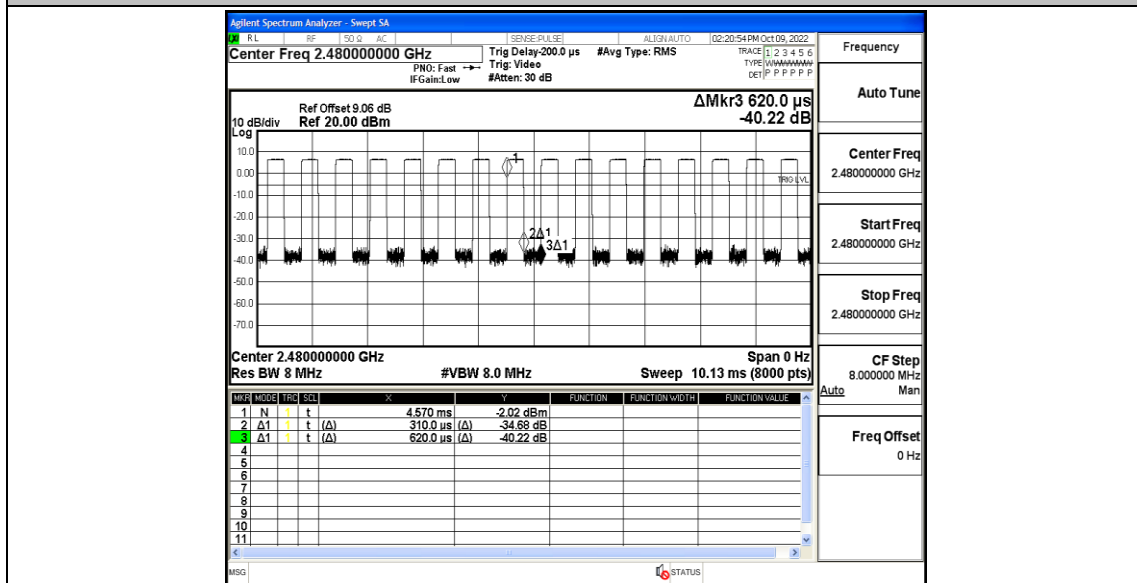 Agilent Spectrum Analyzer - Swept SA
LXI RL RF 50 Ω AC SENSE:PULSE ALIGN AUTO 02:20:54 PM Oct 09, 2022
Center Freq 2.480000000 GHz
PNO: Fast
IFGain:Low
Trig Delay-200.0 µs
Trig: Video
#Atten: 30 dB
#Avg Type: RMS
TRACE 1 2 3 4 5 6
TYPE
DET P P P P P P
Ref Offset 9.06 dB
Ref 20.00 dBm
10 dB/div
Log
ΔMkr3 620.0 µs
-40.22 dB
10.0
0.00
-10.0
-20.0
-30.0
-40.0
-50.0
-60.0
-70.0
1
2Δ1
3Δ1
TRIG LVL
Center 2.480000000 GHz
Span 0 Hz
Res BW 8 MHz
#VBW 8.0 MHz
Sweep 10.13 ms (8000 pts)
MKR MODE TRC SCL X Y FUNCTION FUNCTION WIDTH FUNCTION VALUE
1 N 1 t 4.570 ms -2.02 dBm
2 Δ1 1 t (Δ) 310.0 µs (Δ) -34.68 dB
3 Δ1 1 t (Δ) 620.0 µs (Δ) -40.22 dB
4
5
6
7
8
9
10
11
MSG
STATUS
Frequency
Auto Tune
Center Freq
2.480000000 GHz
Start Freq
2.480000000 GHz
Stop Freq
2.480000000 GHz
CF Step
8.000000 MHz
Auto Man
Freq Offset
0 Hz